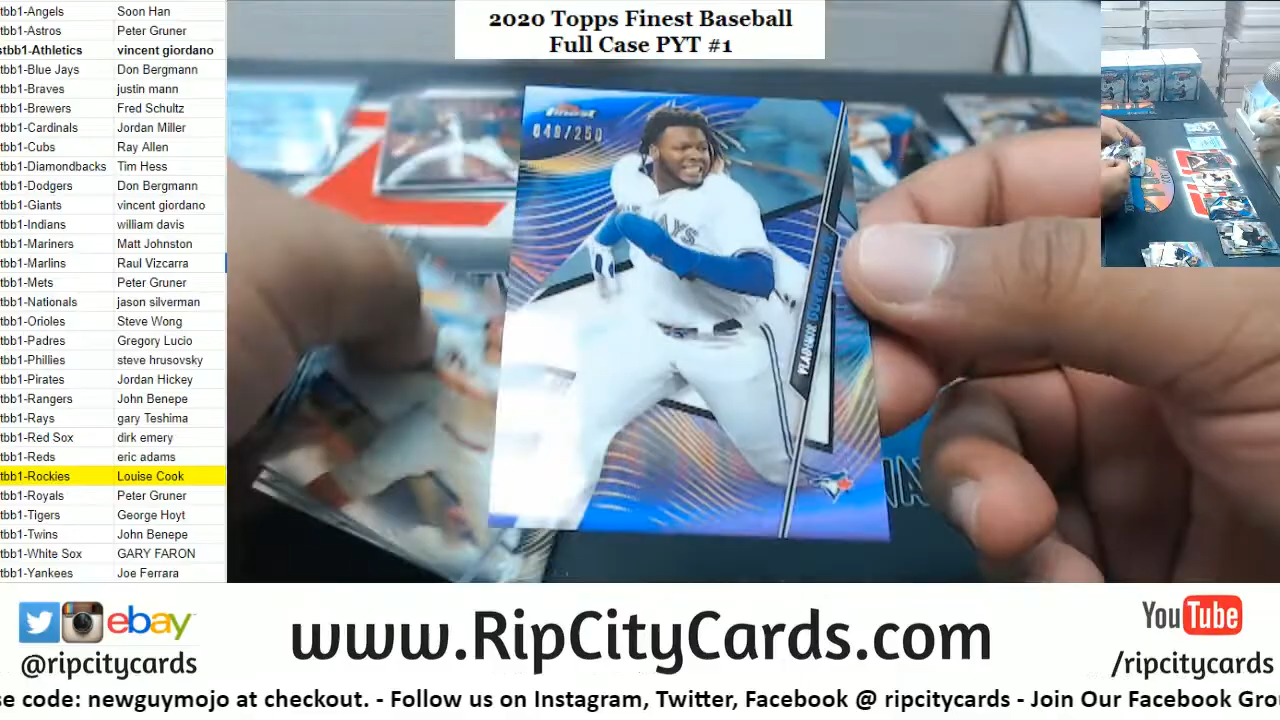 2020 Topps Finest Baseball
Full Case PYT #1
tbb1-Angels Soon Han
tbb1-Astros Peter Gruner
stbb1-Athletics vincent giordano
tbb1-Blue Jays Don Bergmann
tbb1-Braves justin mann
tbb1-Brewers Fred Schultz
tbb1-Cardinals Jordan Miller
tbb1-Cubs Ray Allen
tbb1-Diamondbacks Tim Hess
tbb1-Dodgers Don Bergmann
tbb1-Giants vincent giordano
tbb1-Indians william davis
tbb1-Mariners Matt Johnston
tbb1-Marlins Raul Vizcarra
tbb1-Mets Peter Gruner
tbb1-Nationals jason silverman
tbb1-Orioles Steve Wong
tbb1-Padres Gregory Lucio
tbb1-Phillies steve hrusovsky
tbb1-Pirates Jordan Hickey
tbb1-Rangers John Benepe
tbb1-Rays gary Teshima
tbb1-Red Sox dirk emery
tbb1-Reds eric adams
tbb1-Rockies Louise Cook
tbb1-Royals Peter Gruner
tbb1-Tigers George Hoyt
tbb1-Twins John Benepe
tbb1-White Sox GARY FARON
tbb1-Yankees Joe Ferrara
Finest
049/250
JAYS
VLADIMIR GUERRERO JR.
ebay
@ripcitycards
www.RipCityCards.com
YouTube
/ripcitycards
se code: newguymojo at checkout. - Follow us on Instagram, Twitter, Facebook @ ripcitycards - Join Our Facebook Gro